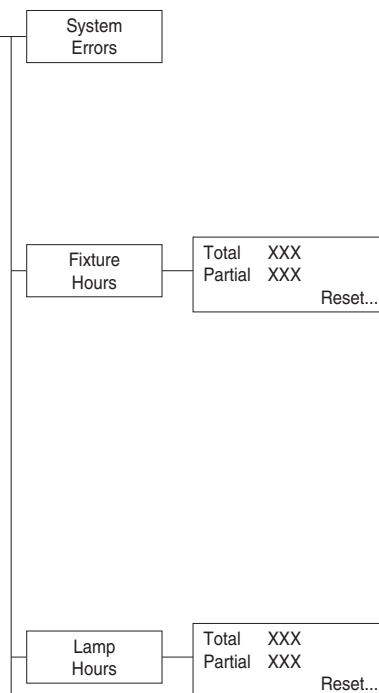 System
Errors
Fixture
Hours
Total XXX
Partial XXX
Reset...
Lamp
Hours
Total XXX
Partial XXX
Reset...